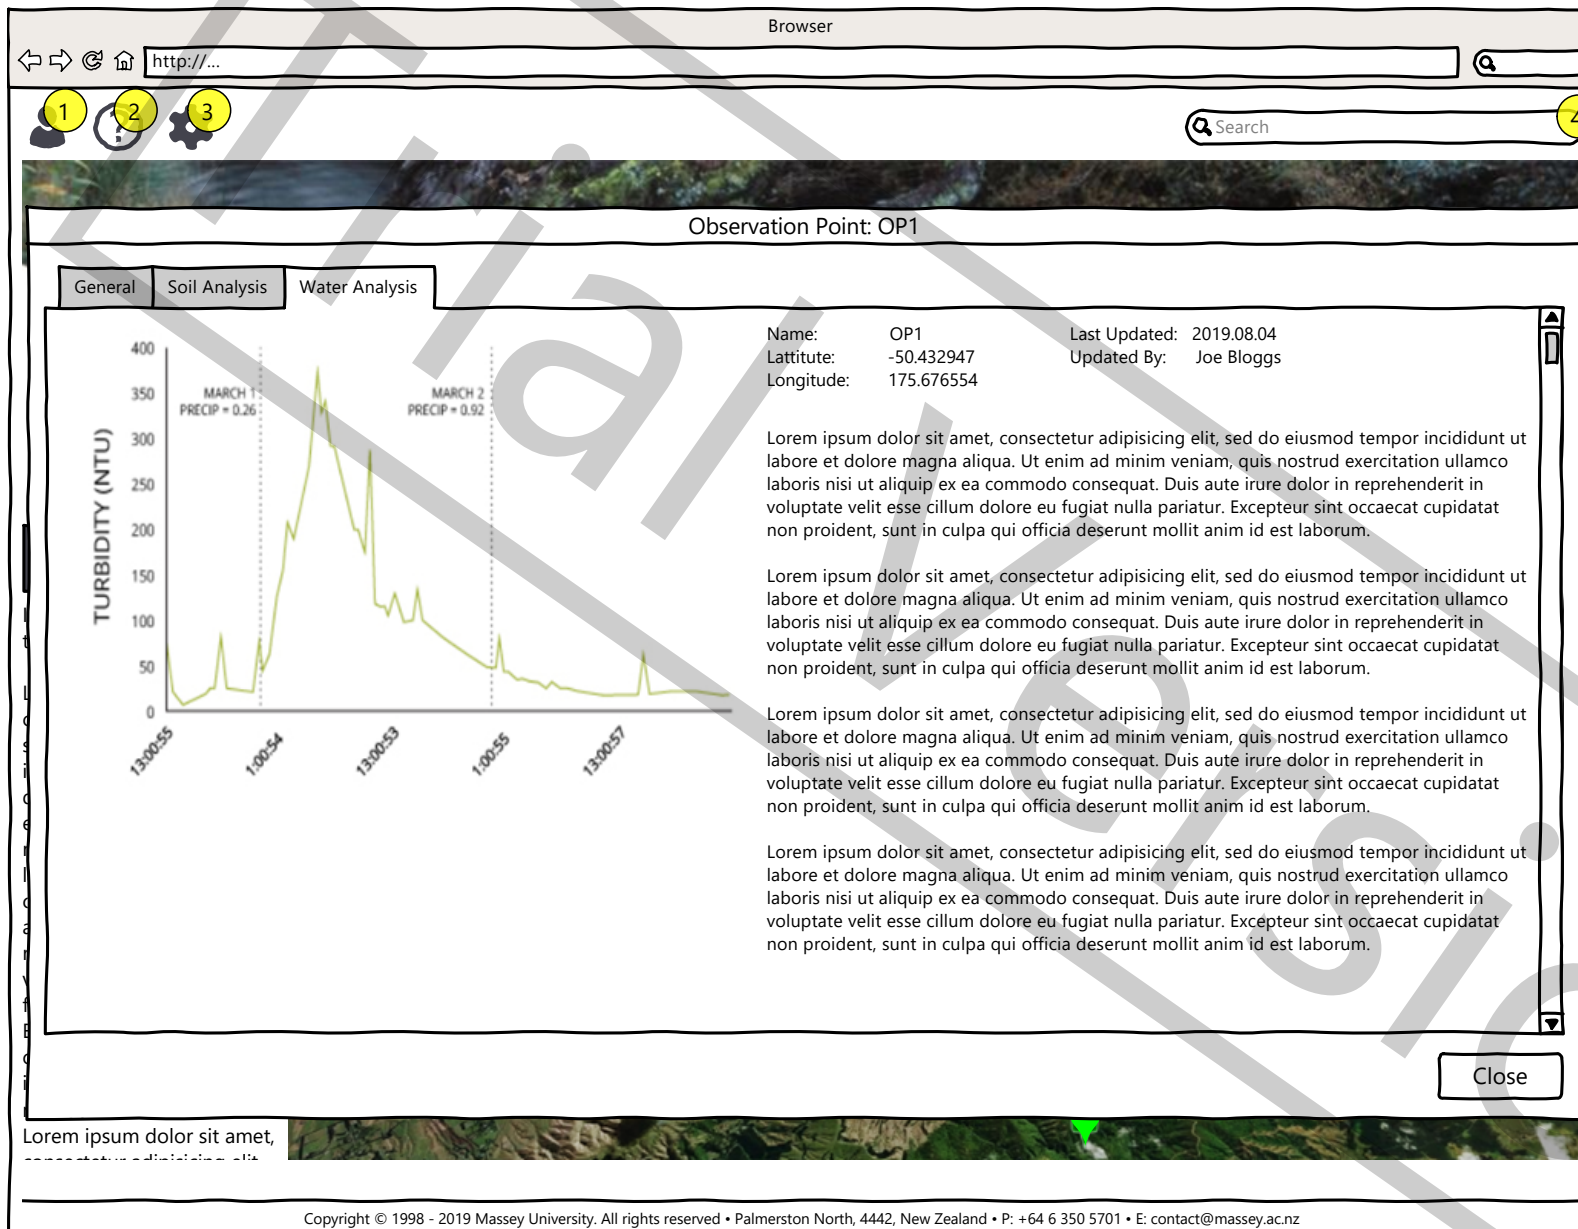 Browser
http://...
1
2
3
4
Search
Observation Point: OP1
General
Soil Analysis
Water Analysis
400
350
300
250
200
150
100
50
0
TURBIDITY (NTU)
MARCH 1
PRECIP = 0.26
MARCH 2
PRECIP = 0.92
13:00:55
1:00:54
13:00:53
1:00:55
13:00:57
Name: OP1 Last Updated: 2019.08.04
Lattitute: -50.432947 Updated By: Joe Bloggs
Longitude: 175.676554
Lorem ipsum dolor sit amet, consectetur adipisicing elit, sed do eiusmod tempor incididunt ut
labore et dolore magna aliqua. Ut enim ad minim veniam, quis nostrud exercitation ullamco
laboris nisi ut aliquip ex ea commodo consequat. Duis aute irure dolor in reprehenderit in
voluptate velit esse cillum dolore eu fugiat nulla pariatur. Excepteur sint occaecat cupidatat
non proident, sunt in culpa qui officia deserunt mollit anim id est laborum.
Lorem ipsum dolor sit amet, consectetur adipisicing elit, sed do eiusmod tempor incididunt ut
labore et dolore magna aliqua. Ut enim ad minim veniam, quis nostrud exercitation ullamco
laboris nisi ut aliquip ex ea commodo consequat. Duis aute irure dolor in reprehenderit in
voluptate velit esse cillum dolore eu fugiat nulla pariatur. Excepteur sint occaecat cupidatat
non proident, sunt in culpa qui officia deserunt mollit anim id est laborum.
Lorem ipsum dolor sit amet, consectetur adipisicing elit, sed do eiusmod tempor incididunt ut
labore et dolore magna aliqua. Ut enim ad minim veniam, quis nostrud exercitation ullamco
laboris nisi ut aliquip ex ea commodo consequat. Duis aute irure dolor in reprehenderit in
voluptate velit esse cillum dolore eu fugiat nulla pariatur. Excepteur sint occaecat cupidatat
non proident, sunt in culpa qui officia deserunt mollit anim id est laborum.
Lorem ipsum dolor sit amet, consectetur adipisicing elit, sed do eiusmod tempor incididunt ut
labore et dolore magna aliqua. Ut enim ad minim veniam, quis nostrud exercitation ullamco
laboris nisi ut aliquip ex ea commodo consequat. Duis aute irure dolor in reprehenderit in
voluptate velit esse cillum dolore eu fugiat nulla pariatur. Excepteur sint occaecat cupidatat
non proident, sunt in culpa qui officia deserunt mollit anim id est laborum.
Close
Lorem ipsum dolor sit amet,
consectetur adipisicing elit
Copyright © 1998 - 2019 Massey University. All rights reserved • Palmerston North, 4442, New Zealand • P: +64 6 350 5701 • E: contact@massey.ac.nz
Trial Versio